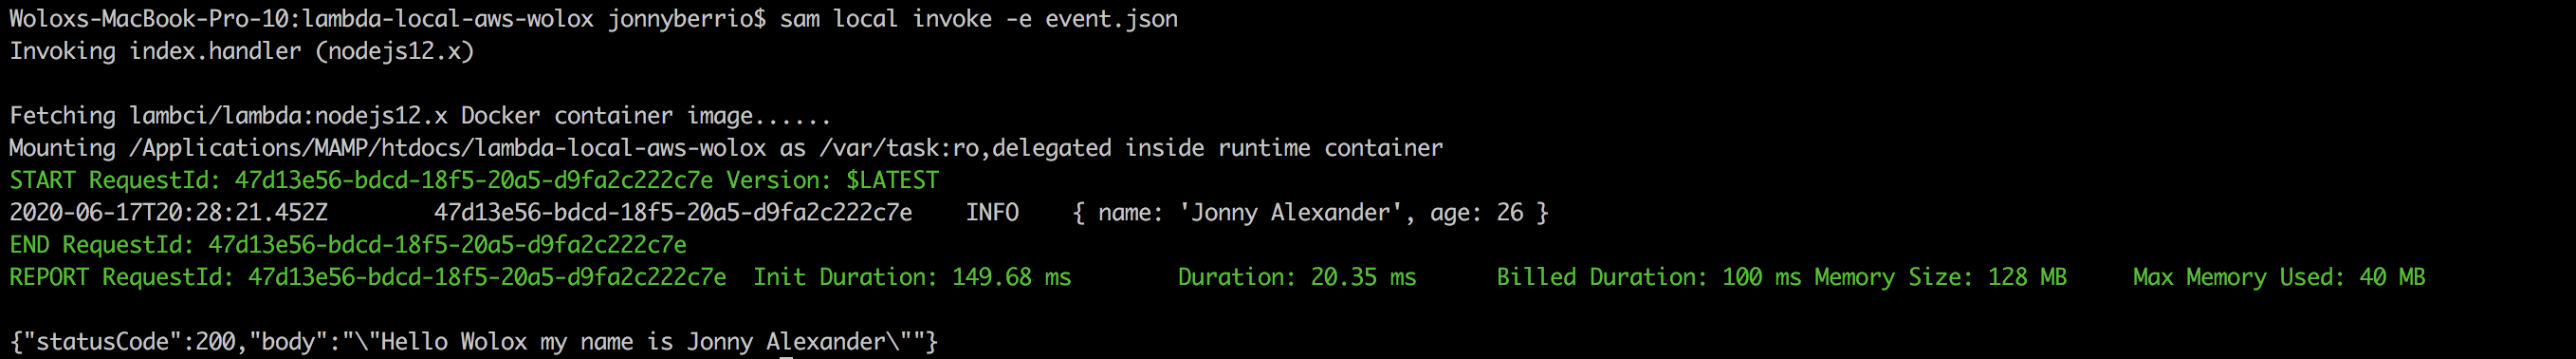 Woloxs-MacBook-Pro-10:lambda-local-aws-wolox jonnyberrio$ sam local invoke -e event.json
Invoking index.handler (nodejs12.x)
Fetching lambci/lambda:nodejs12.x Docker container image......
Mounting /Applications/MAMP/htdocs/lambda-local-aws-wolox as /var/task:ro,delegated inside runtime container
START RequestId: 47d13e56-bdcd-18f5-20a5-d9fa2c222c7e Version: $LATEST
2020-06-17T20:28:21.452Z        47d13e56-bdcd-18f5-20a5-d9fa2c222c7e    INFO    { name: 'Jonny Alexander', age: 26 }
END RequestId: 47d13e56-bdcd-18f5-20a5-d9fa2c222c7e
REPORT RequestId: 47d13e56-bdcd-18f5-20a5-d9fa2c222c7e  Init Duration: 149.68 ms        Duration: 20.35 ms      Billed Duration: 100 ms Memory Size: 128 MB     Max Memory Used: 40 MB
{"statusCode":200,"body":"\"Hello Wolox my name is Jonny Alexander\""}